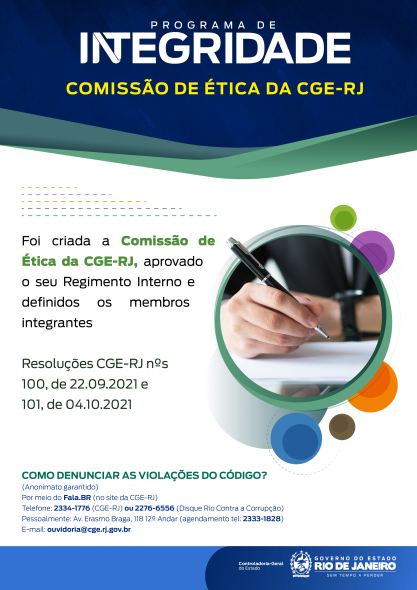 PROGRAMA DE
INTEGRIDADE
COMISSÃO DE ÉTICA DA CGE-RJ
Foi criada a Comissão de
Ética da CGE-RJ, aprovado
o seu Regimento Interno e
definidos os membros
integrantes
Resoluções CGE-RJ nºs
100, de 22.09.2021 e
101, de 04.10.2021
COMO DENUNCIAR AS VIOLAÇÕES DO CÓDIGO?
(Anonimato garantido)
Por meio do Fala.BR (no site da CGE-RJ)
Telefone: 2334-1776 (CGE-RJ) ou 2276-6556 (Disque Rio Contra a Corrupção)
Pessoalmente: Av. Erasmo Braga, 118 12º Andar (agendamento tel: 2333-1828)
E-mail: ouvidoria@cge.rj.gov.br
Controladoria-Geral
do Estado
GOVERNO DO ESTADO
RIO DE JANEIRO
SEM TEMPO A PERDER